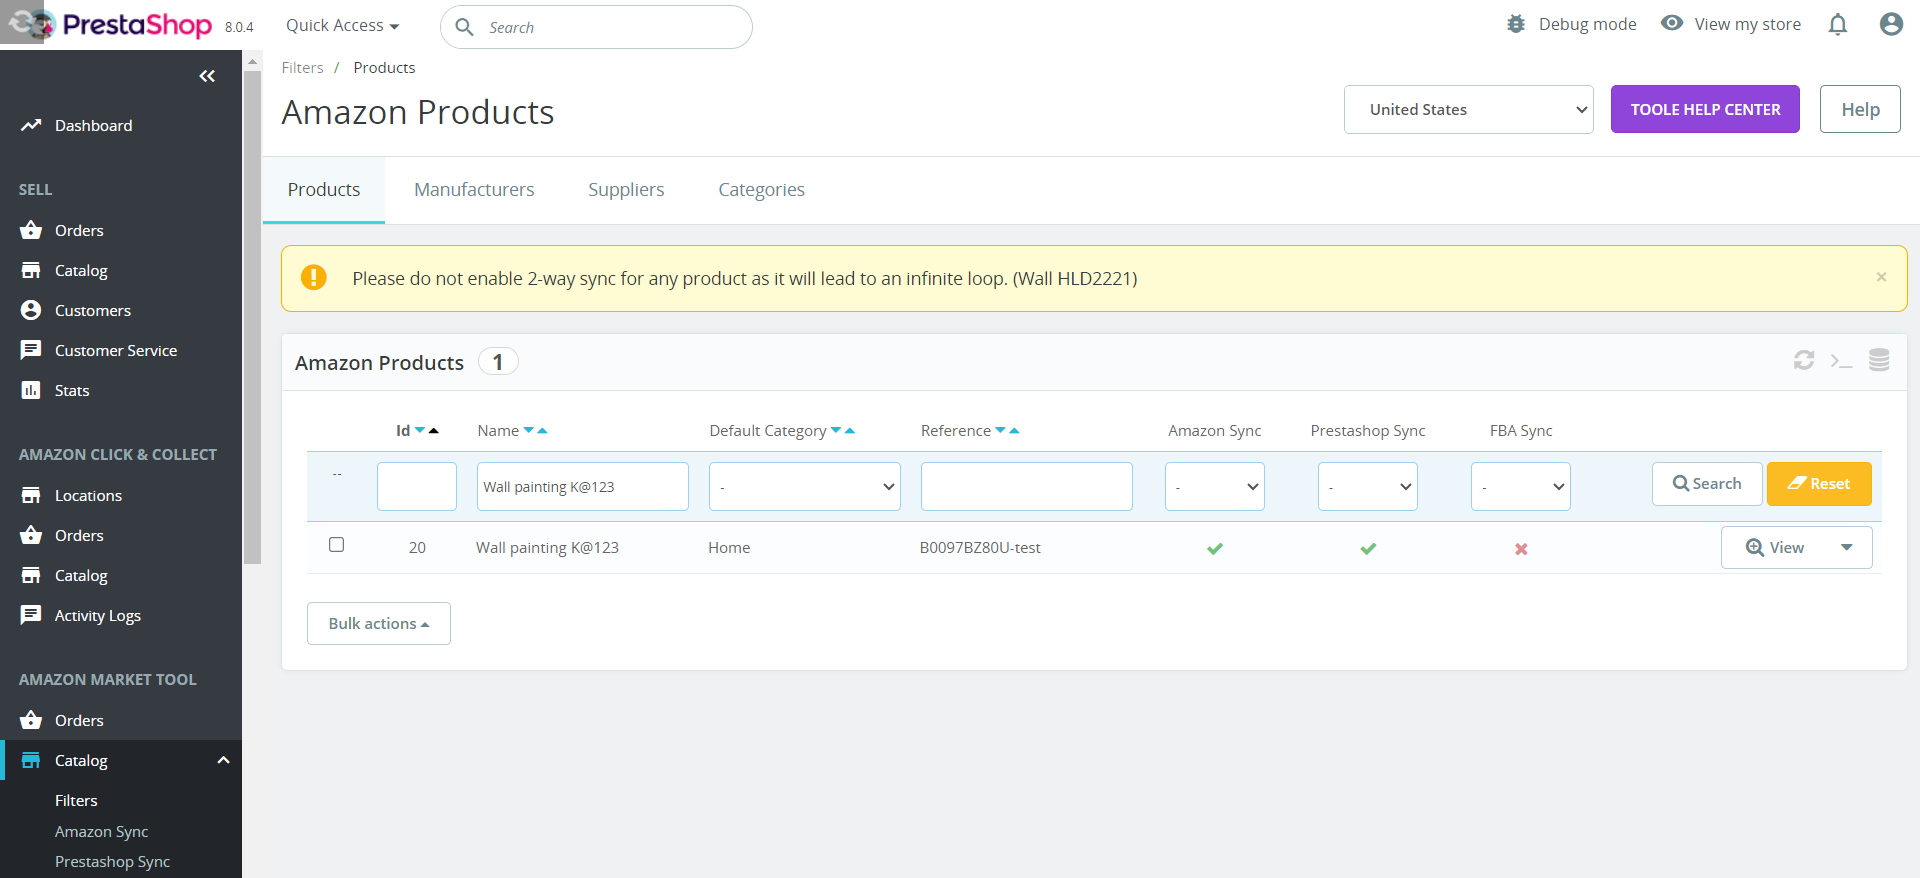 PrestaShop 8.0.4
Quick Access
Search
Debug mode
View my store
Filters / Products
Amazon Products
United States
TOOLE HELP CENTER
Help
Dashboard
SELL
Orders
Catalog
Customers
Customer Service
Stats
AMAZON CLICK & COLLECT
Locations
Orders
Catalog
Activity Logs
AMAZON MARKET TOOL
Orders
Catalog
Filters
Amazon Sync
Prestashop Sync
Products Manufacturers Suppliers Categories
Please do not enable 2-way sync for any product as it will lead to an infinite loop. (Wall HLD2221)
×
Amazon Products 1
Id Name Default Category Reference Amazon Sync Prestashop Sync FBA Sync
-- Wall painting K@123 - - - - Search Reset
20 Wall painting K@123 Home B0097BZ80U-test View
Bulk actions